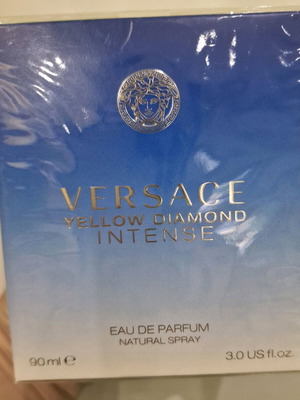 VERSACE
YELLOW DIAMOND
INTENSE
EAU DE PARFUM
NATURAL SPRAY
90 ml e 3.0 US fl.oz.